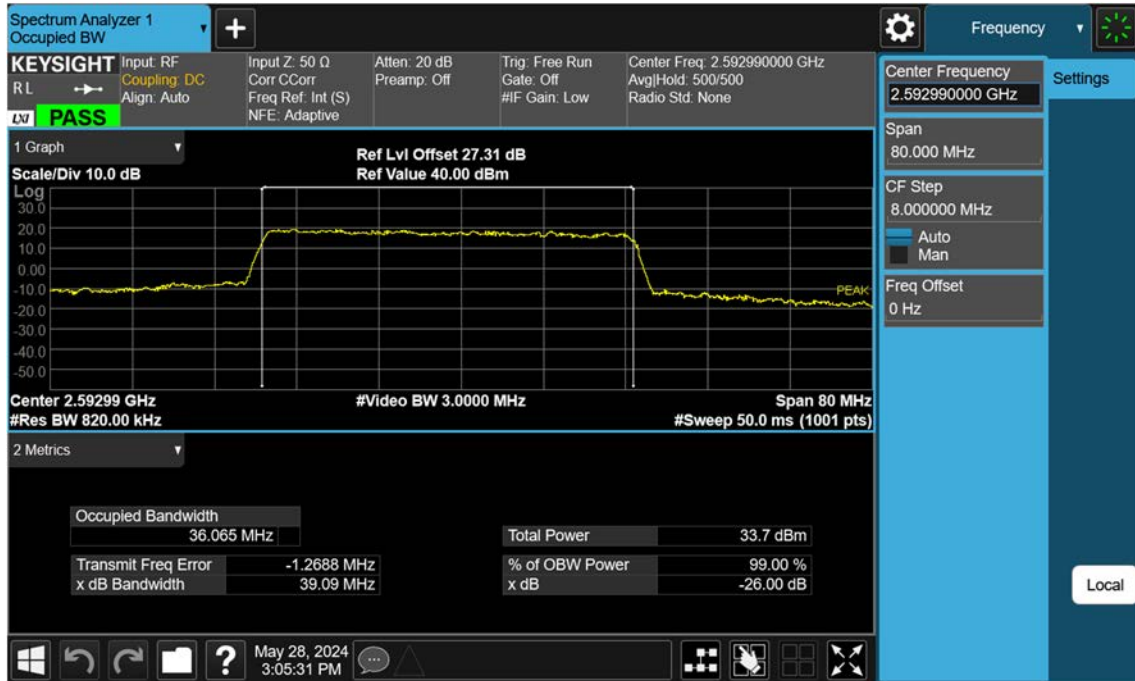 Spectrum Analyzer 1
Occupied BW
Frequency
KEYSIGHT
R L
LXI PASS
Input: RF
Coupling: DC
Align: Auto
Input Z: 50 Ω
Corr CCorr
Freq Ref: Int (S)
NFE: Adaptive
Atten: 20 dB
Preamp: Off
Trig: Free Run
Gate: Off
#IF Gain: Low
Center Freq: 2.592990000 GHz
Avg|Hold: 500/500
Radio Std: None
1 Graph
Scale/Div 10.0 dB
Ref Lvl Offset 27.31 dB
Ref Value 40.00 dBm
Log
30.0
20.0
10.0
0.00
-10.0
-20.0
-30.0
-40.0
-50.0
PEAK
Center 2.59299 GHz
#Res BW 820.00 kHz
#Video BW 3.0000 MHz
Span 80 MHz
#Sweep 50.0 ms (1001 pts)
2 Metrics
Occupied Bandwidth
36.065 MHz
Transmit Freq Error -1.2688 MHz
x dB Bandwidth 39.09 MHz
Total Power 33.7 dBm
% of OBW Power 99.00 %
x dB -26.00 dB
May 28, 2024
3:05:31 PM
Center Frequency
2.592990000 GHz
Span
80.000 MHz
CF Step
8.000000 MHz
Auto
Man
Freq Offset
0 Hz
Settings
Local